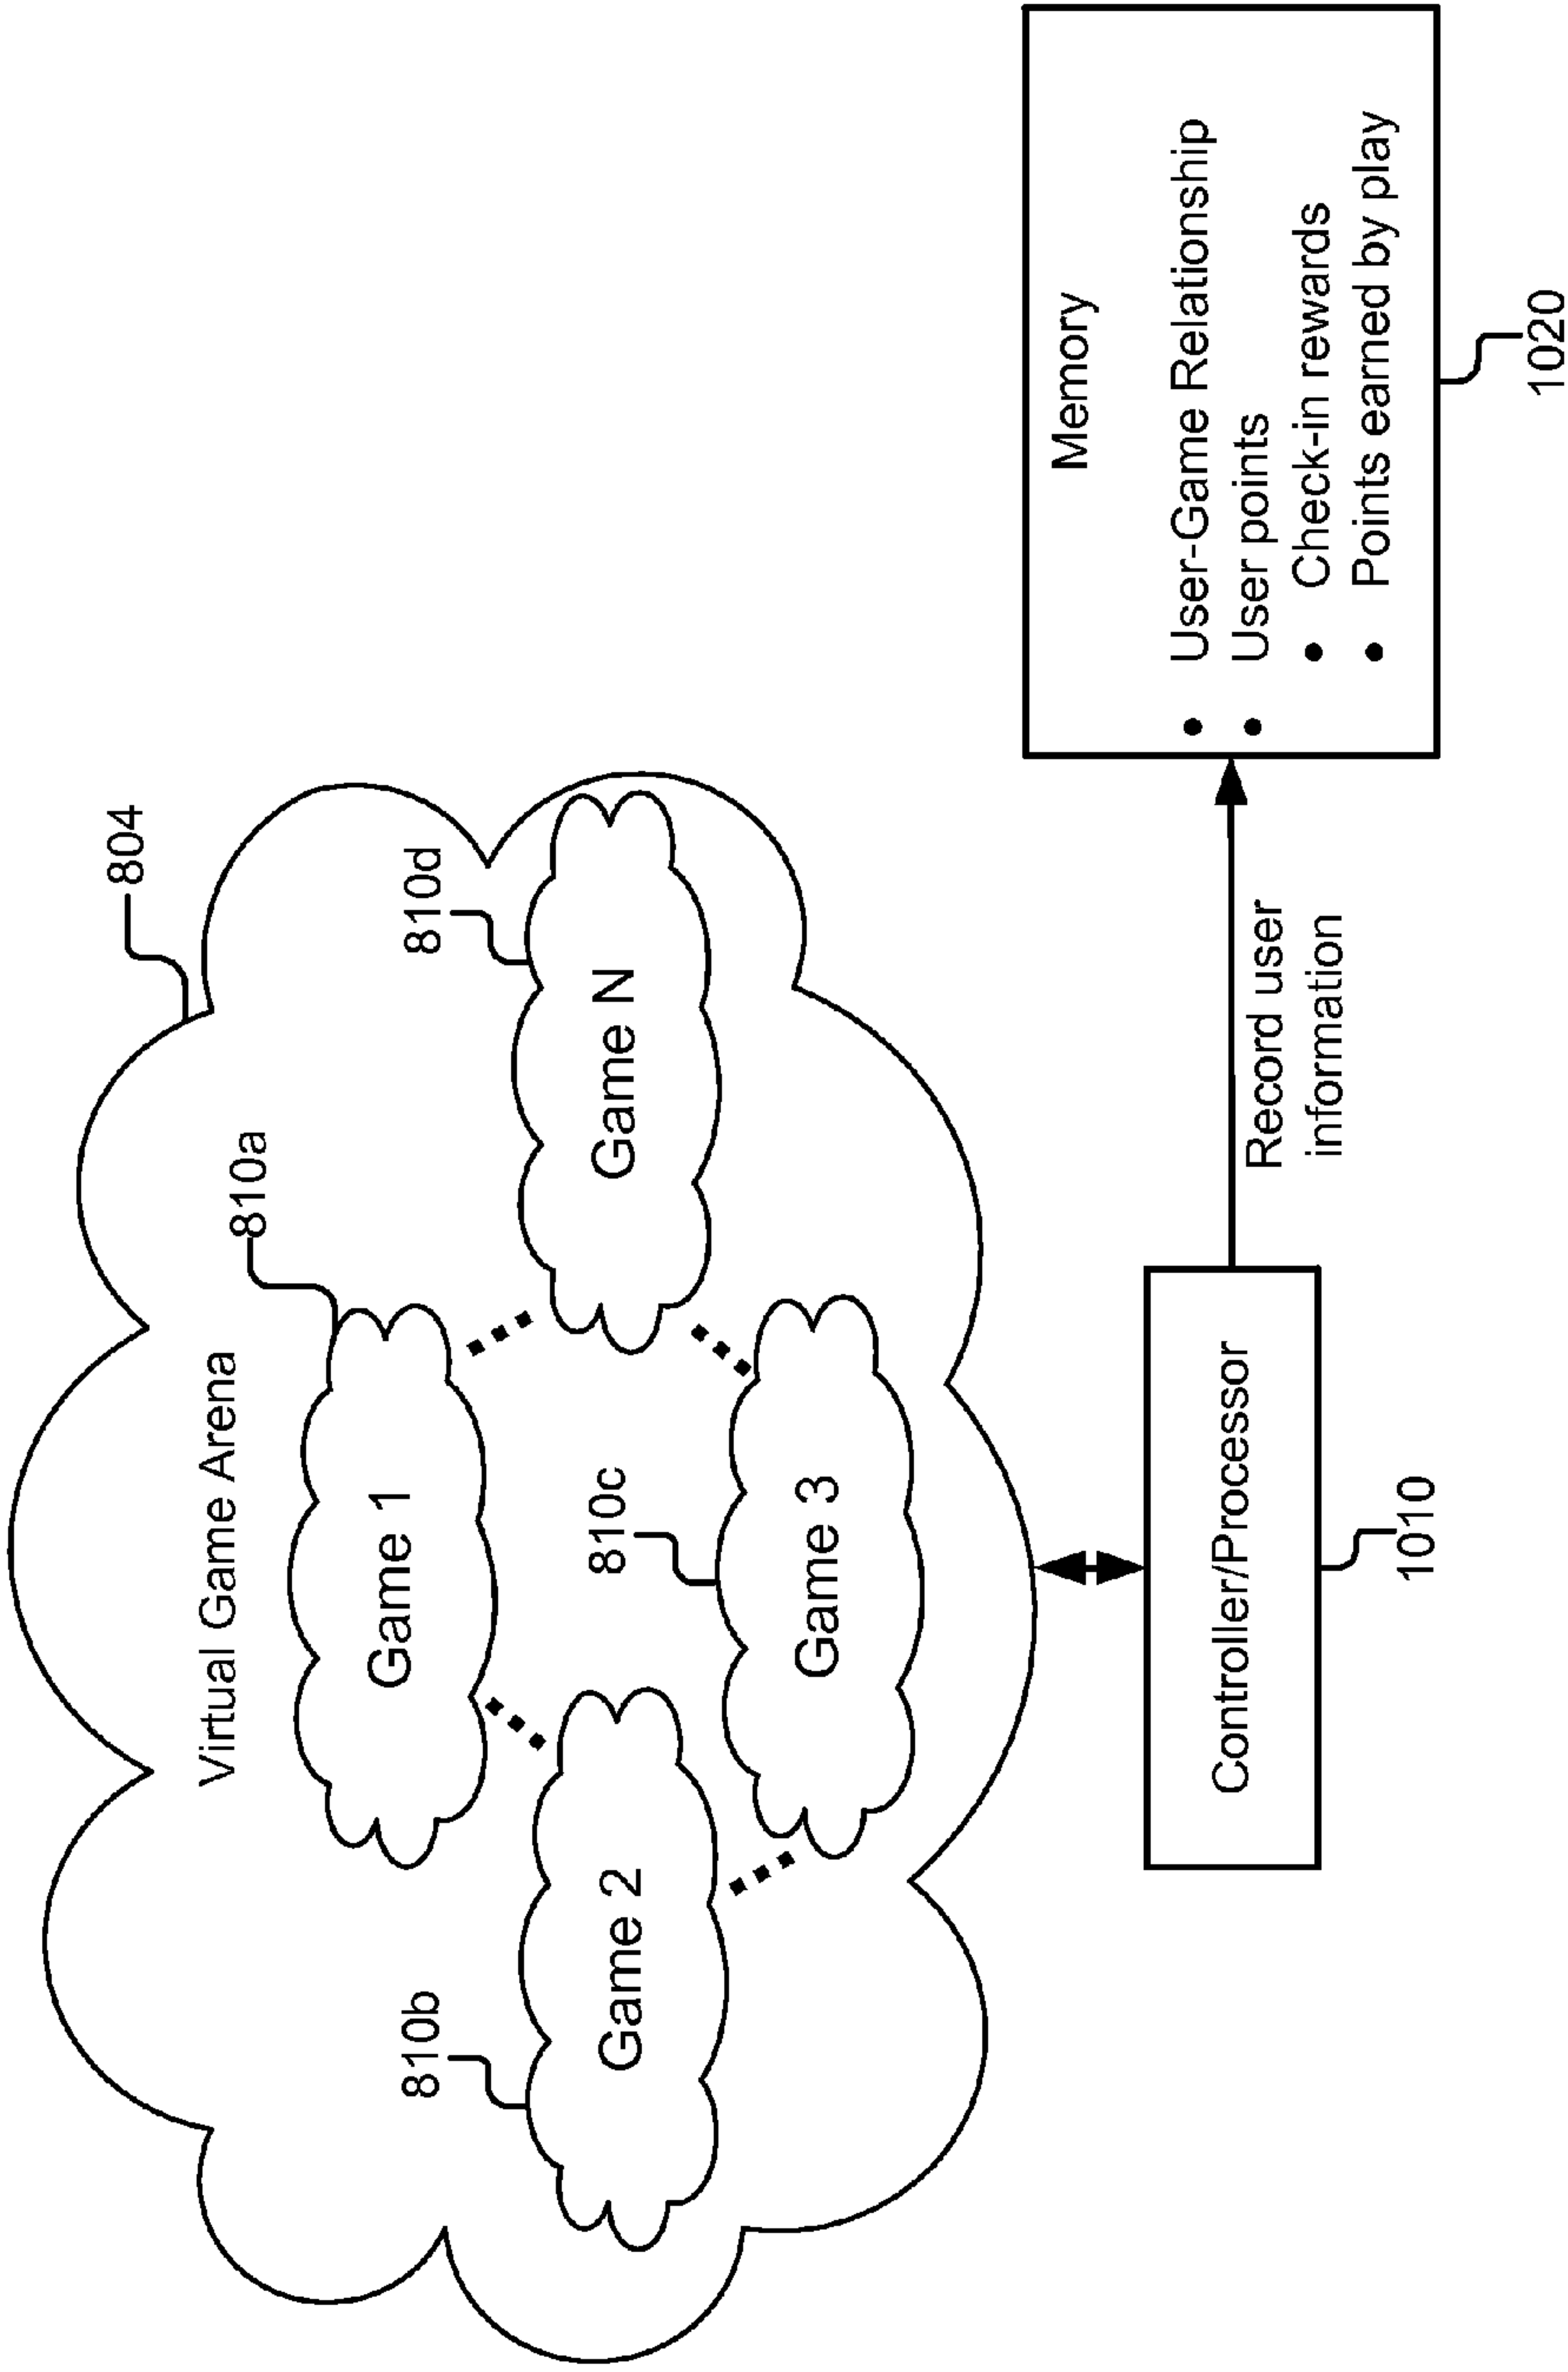 804
Virtual Game Arena
810a
Game 1
810b
810d
Game 2
Game N
810c
Game 3
Memory
• User-Game Relationship
• User points
• Check-in rewards
• Points earned by play
Controller/Processor
Record user
information
1010
1020